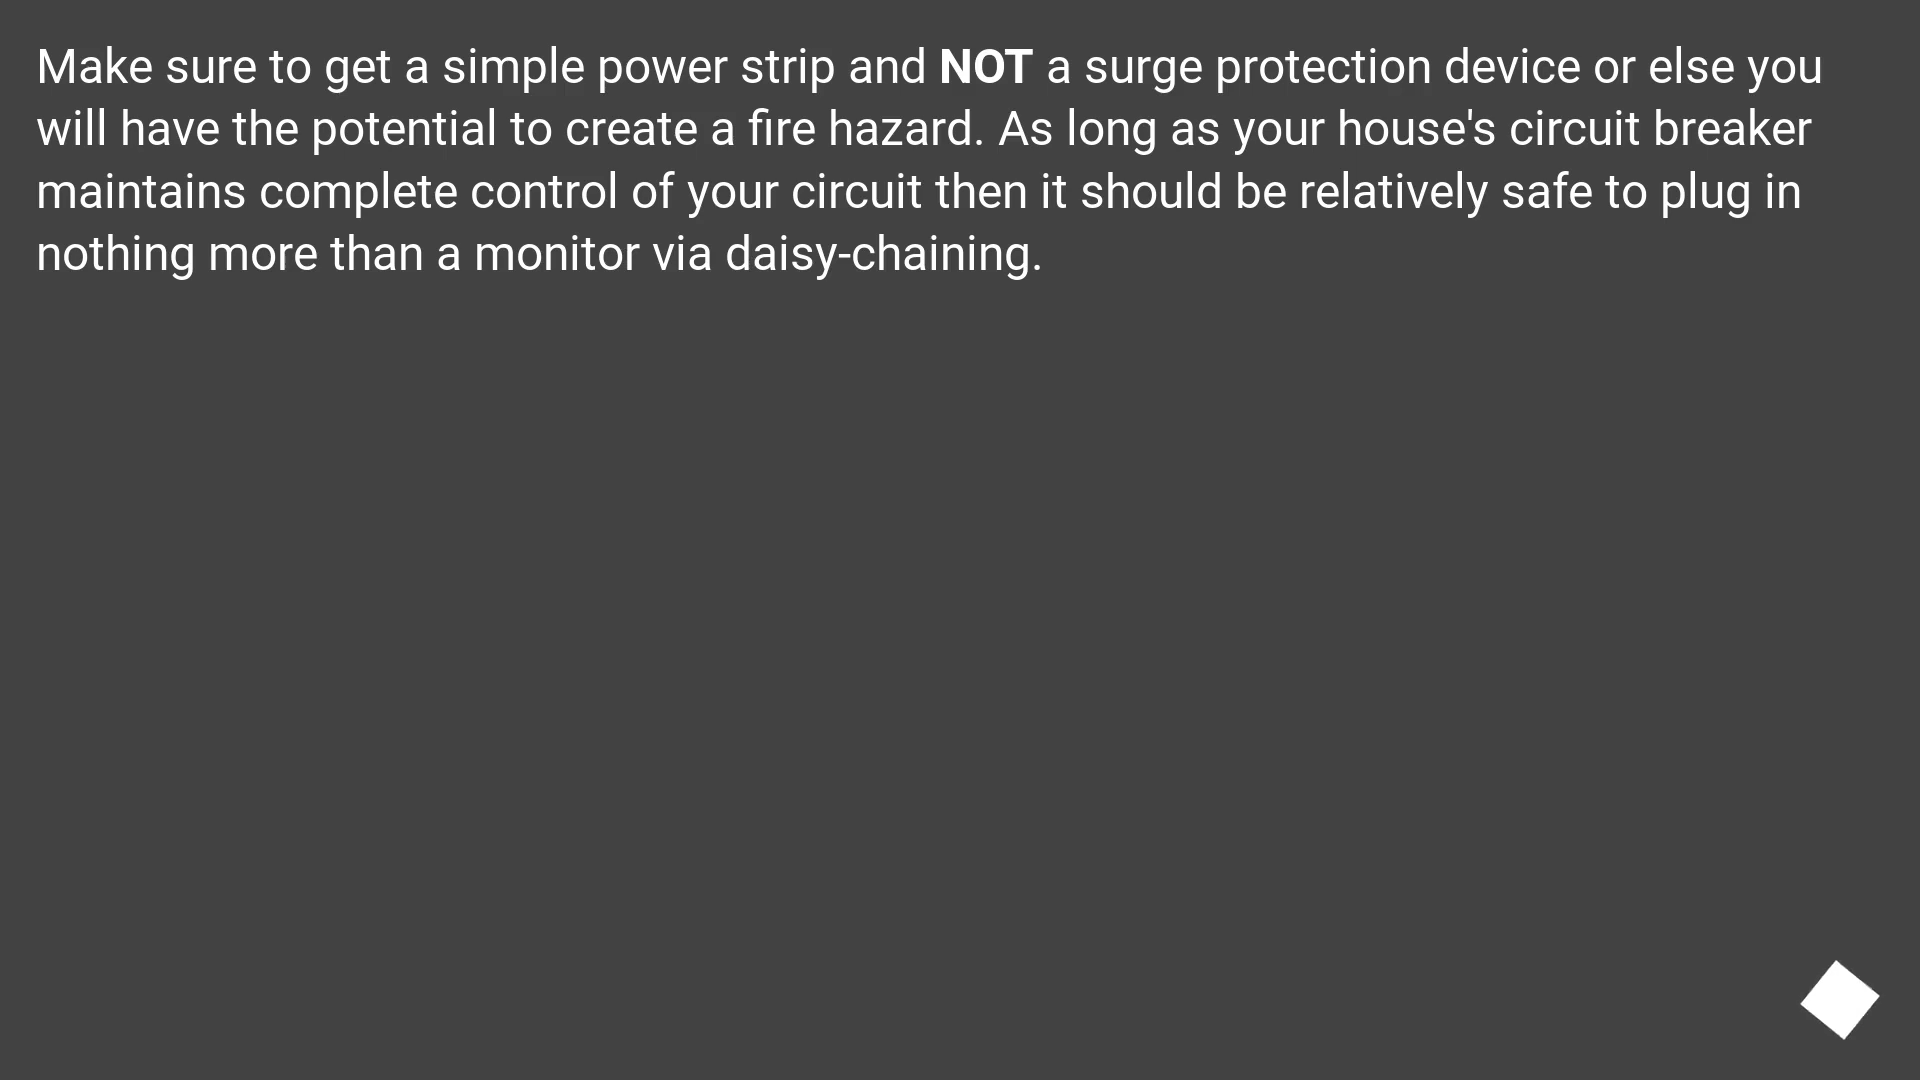 Make sure to get a simple power strip and NOT a surge protection device or else you
will have the potential to create a fire hazard. As long as your house's circuit breaker
maintains complete control of your circuit then it should be relatively safe to plug in
nothing more than a monitor via daisy-chaining.